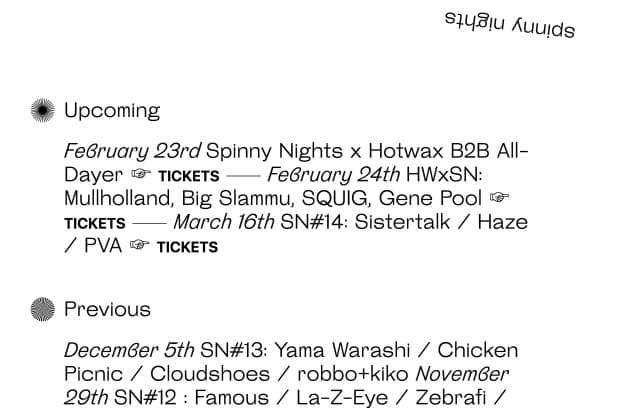 spinny nights
Upcoming
February 23rd Spinny Nights x Hotwax B2B All-
Dayer ☞ TICKETS —— February 24th HWxSN:
Mullholland, Big Slammu, SQUIG, Gene Pool ☞
TICKETS —— March 16th SN#14: Sistertalk / Haze
/ PVA ☞ TICKETS
Previous
December 5th SN#13: Yama Warashi / Chicken
Picnic / Cloudshoes / robbo+kiko November
29th SN#12 : Famous / La-Z-Eye / Zebrafi /